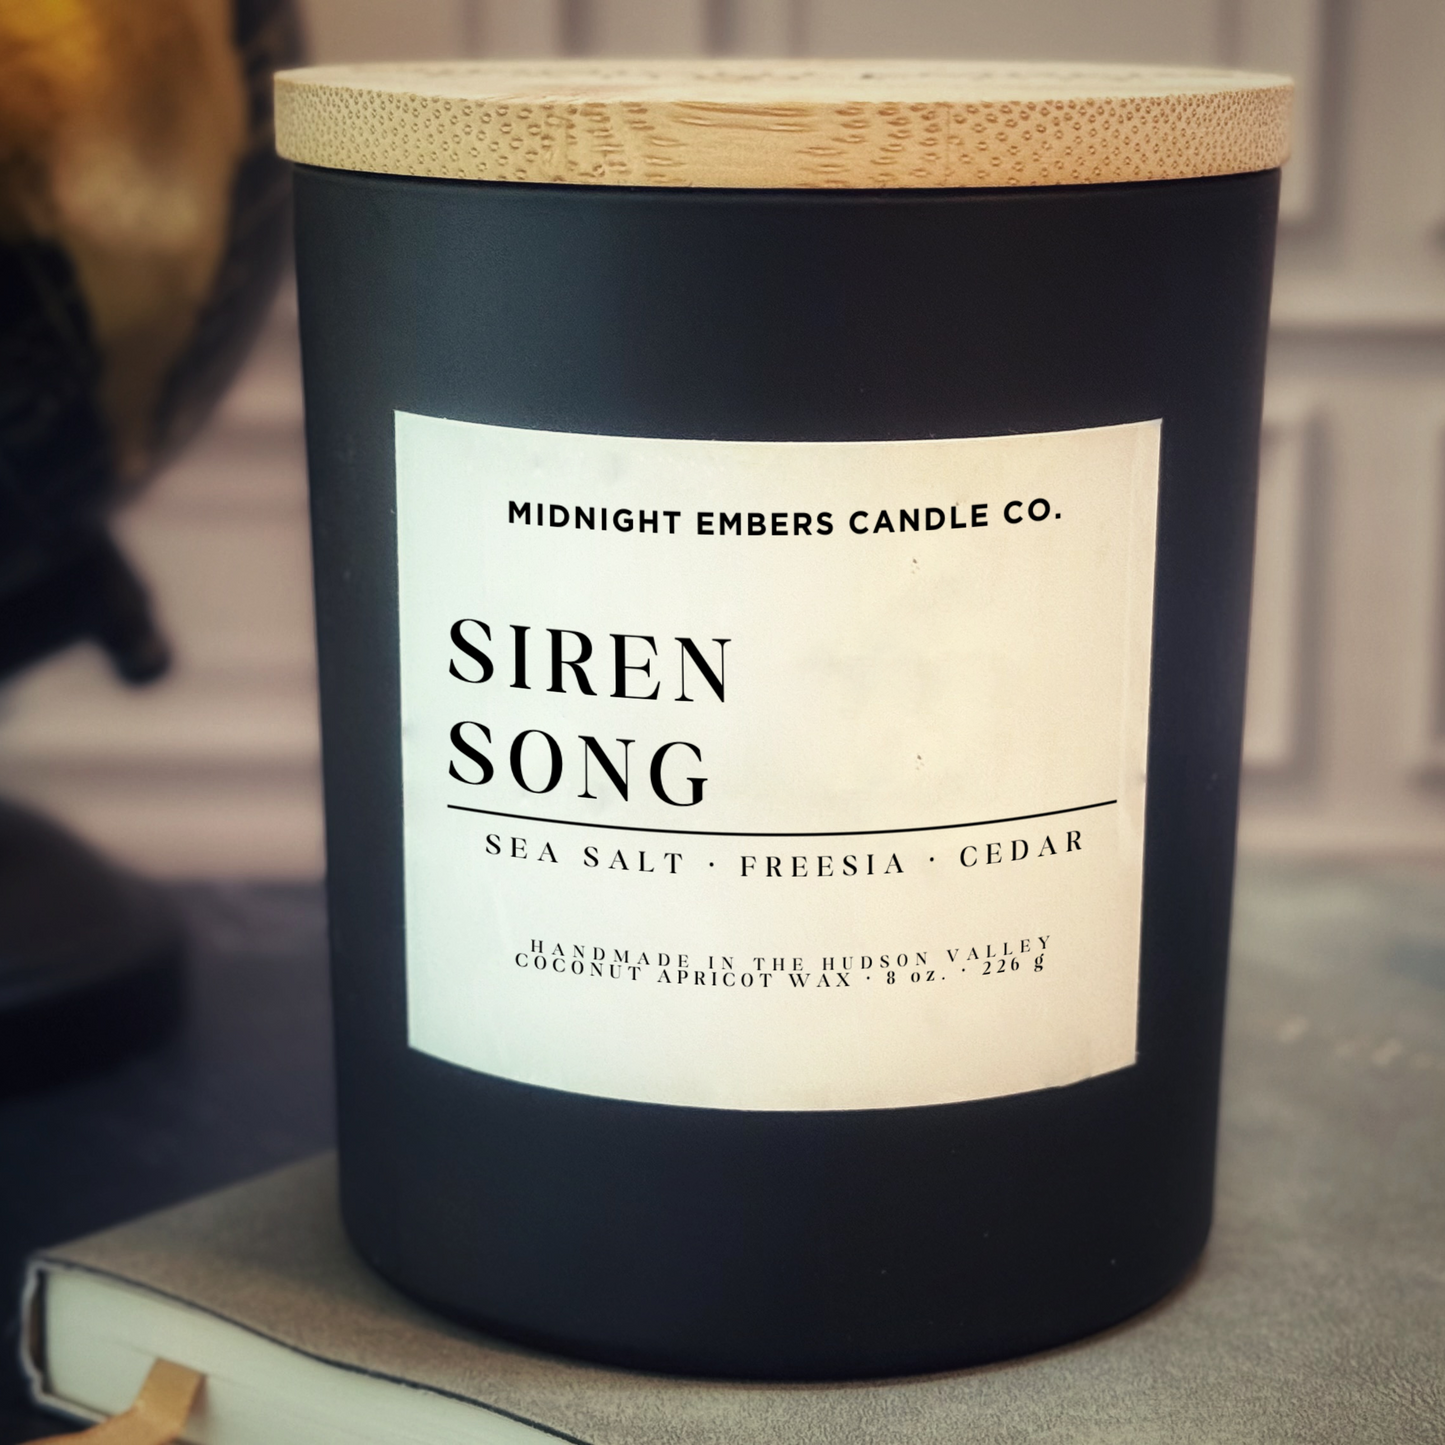 MIDNIGHT EMBERS CANDLE CO.
SIREN
SONG
SEA SALT · FREESIA · CEDAR
HANDMADE IN THE HUDSON VALLEY
COCONUT APRICOT WAX · 8 oz. · 226 g